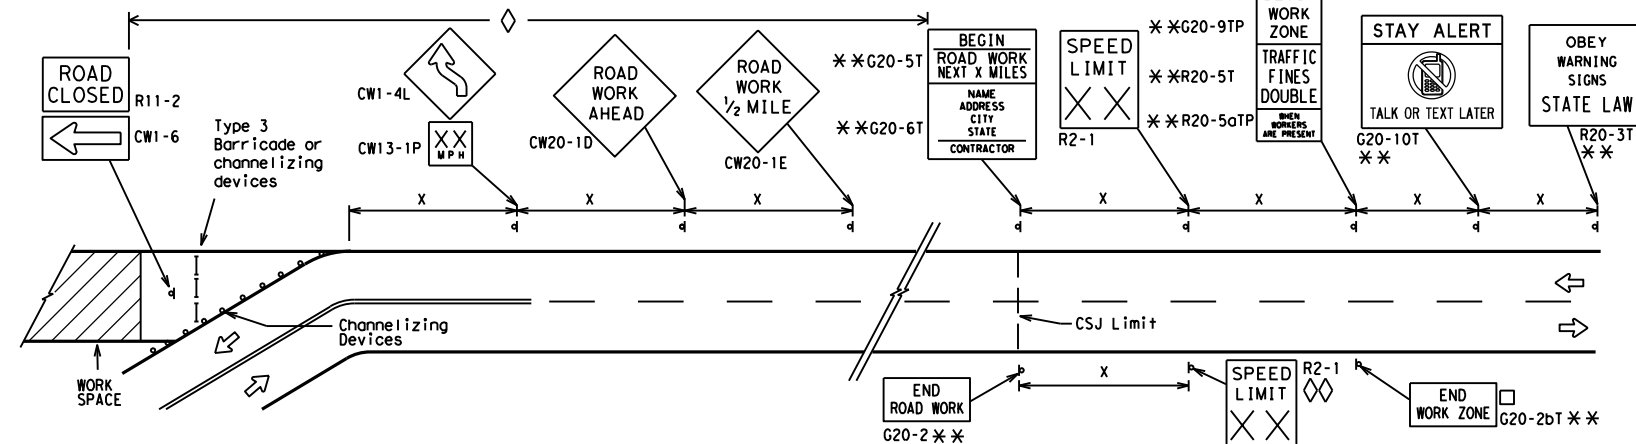 ROAD
CLOSED
R11-2
CW1-6
Type 3
Barricade or
channelizing
devices
CW1-4L
XX
MPH
CW13-1P
ROAD
WORK
AHEAD
CW20-1D
ROAD
WORK
1/2 MILE
CW20-1E
**G20-5T
**G20-6T
BEGIN
ROAD WORK
NEXT X MILES
NAME
ADDRESS
CITY
STATE
CONTRACTOR
SPEED
LIMIT
XX
R2-1
**G20-9TP
**R20-5T
**R20-5aTP
WORK
ZONE
TRAFFIC
FINES
DOUBLE
WHEN
WORKERS
ARE PRESENT
STAY ALERT
TALK OR TEXT LATER
G20-10T
**
OBEY
WARNING
SIGNS
STATE LAW
R20-3T
**
X
X
X
X
X
X
X
Channelizing
Devices
WORK
SPACE
CSJ Limit
END
ROAD WORK
G20-2**
X
SPEED
LIMIT
XX
R2-1
END
WORK ZONE
G20-2bT**